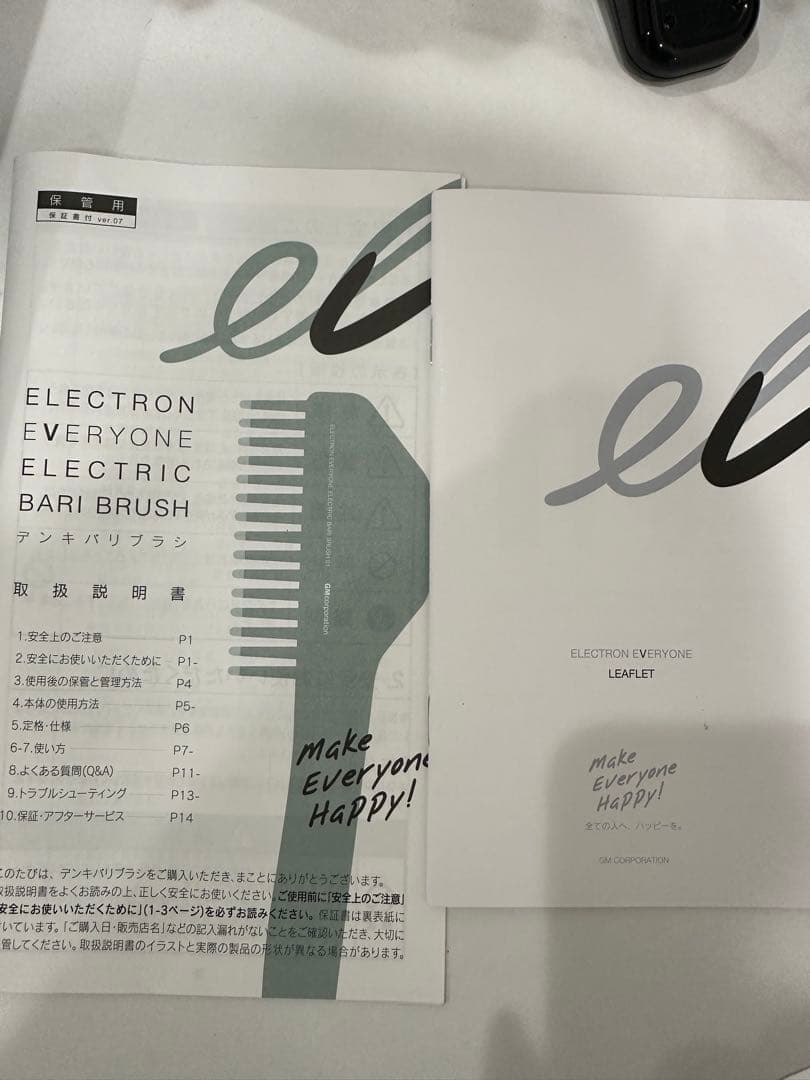 保管用
保証書付 ver.07
ELECTRON
EVERYONE
ELECTRIC
BARI BRUSH
デンキバリブラシ
取扱説明書
1.安全上のご注意 P1
2.安全にお使いいただくために P1-
3.使用後の保管と管理方法 P4
4.本体の使用方法 P5-
5.定格・仕様 P6
6-7.使い方 P7-
8.よくある質問(Q&A) P11-
9.トラブルシューティング P13-
10.保証・アフターサービス P14
ELECTRON EVERYONE ELECTRIC BARI BRUSH
GMcorporation
Make
Everyone
Happy!
このたびは、デンキバリブラシをご購入いただき、まことにありがとうございます。
取扱説明書をよくお読みの上、正しく安全にお使いください。ご使用前に「安全上のご注意」
安全にお使いいただくために」(1-3ページ)を必ずお読みください。保証書は裏表紙に
いています。「ご購入日・販売店名」などの記入漏れがないことをご確認いただき、大切に
管してください。取扱説明書のイラストと実際の製品の形状が異なる場合があります。
ELECTRON EVERYONE
LEAFLET
Make
Everyone
Happy!
全ての人へ、ハッピーを。
GM CORPORATION